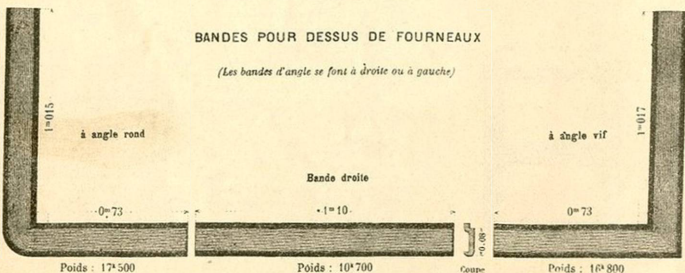 BANDES POUR DESSUS DE FOURNEAUX
(Les bandes d'angle se font à droite ou à gauche)
1ᵐ015
à angle rond
à angle vif
1ᵐ017
Bande droite
0ᵐ73
1ᵐ10
0ᵐ73
0ᵐ08
Poids : 17ᵏ500
Poids : 10ᵏ700
Coupe
Poids : 16ᵏ800